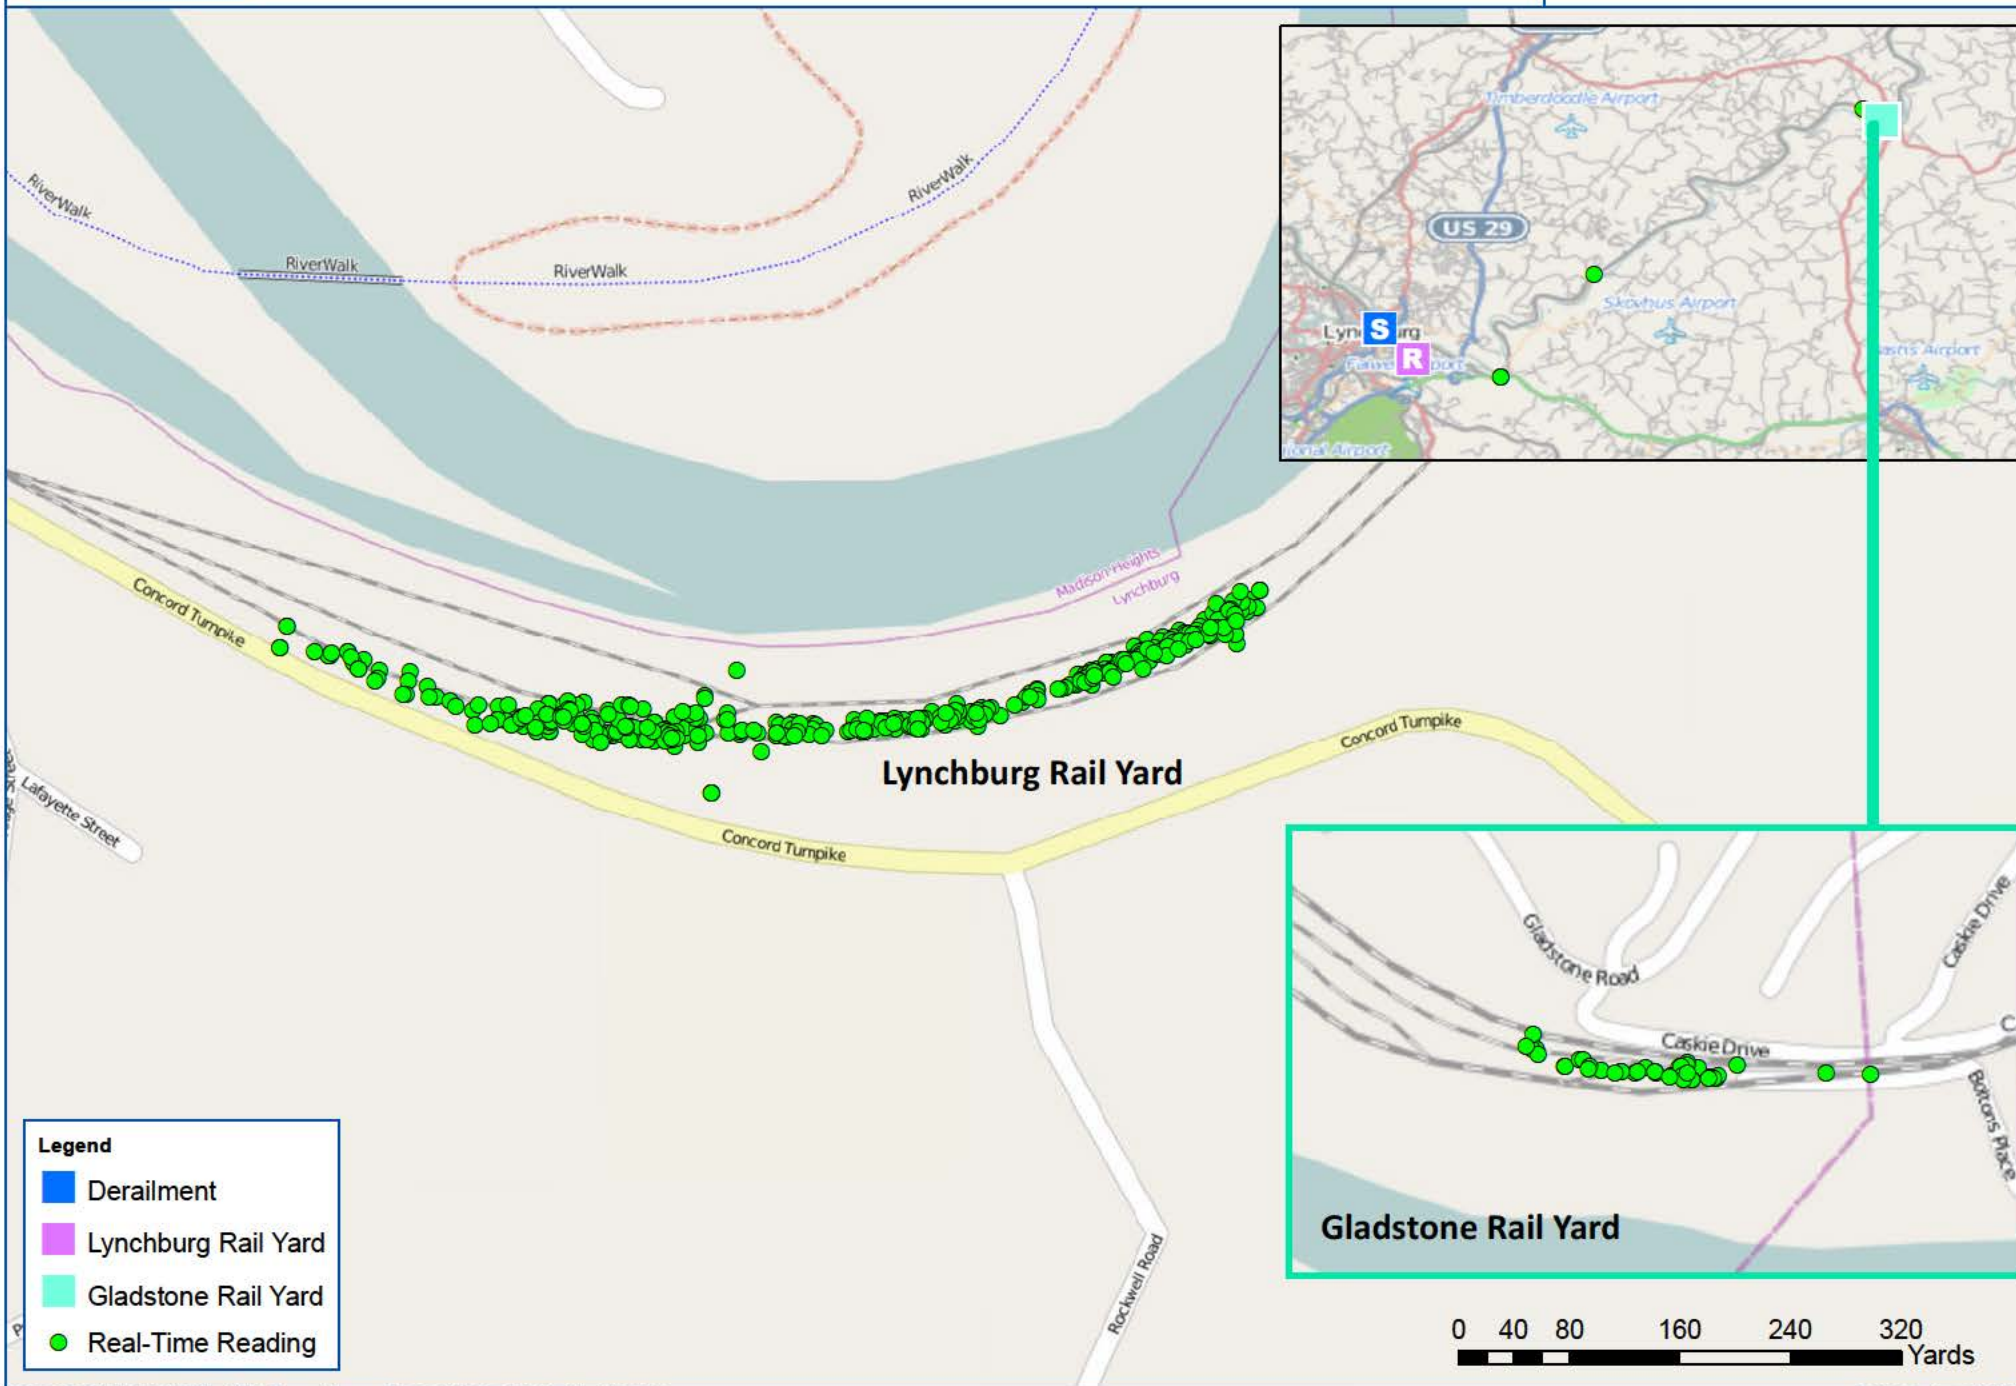 RiverWalk
RiverWalk
RiverWalk
RiverWalk
Timberdoodle Airport
US 29
Skovhus Airport
S
R
Madison Heights
Lynchburg
Concord Turnpike
Concord Turnpike
Concord Turnpike
Lynchburg Rail Yard
Lafayette Street
Rockwell Road
Gladstone Road
Caskie Drive
Caskie Drive
Bottons Place
Gladstone Rail Yard
Legend
Derailment
Lynchburg Rail Yard
Gladstone Rail Yard
Real-Time Reading
0 40 80 160 240 320
Yards